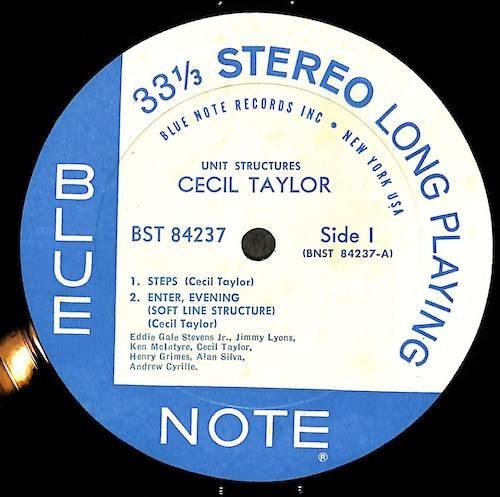 33⅓ STEREO LONG PLAYING
BLUE NOTE RECORDS INC • NEW YORK USA
UNIT STRUCTURES
CECIL TAYLOR
BST 84237
Side I
(BNST 84237-A)
1. STEPS (Cecil Taylor)
2. ENTER, EVENING
(SOFT LINE STRUCTURE)
(Cecil Taylor)
Eddie Gale Stevens Jr., Jimmy Lyons,
Ken McIntyre, Cecil Taylor,
Henry Grimes, Alan Silva,
Andrew Cyrille.
BLUE
NOTE®